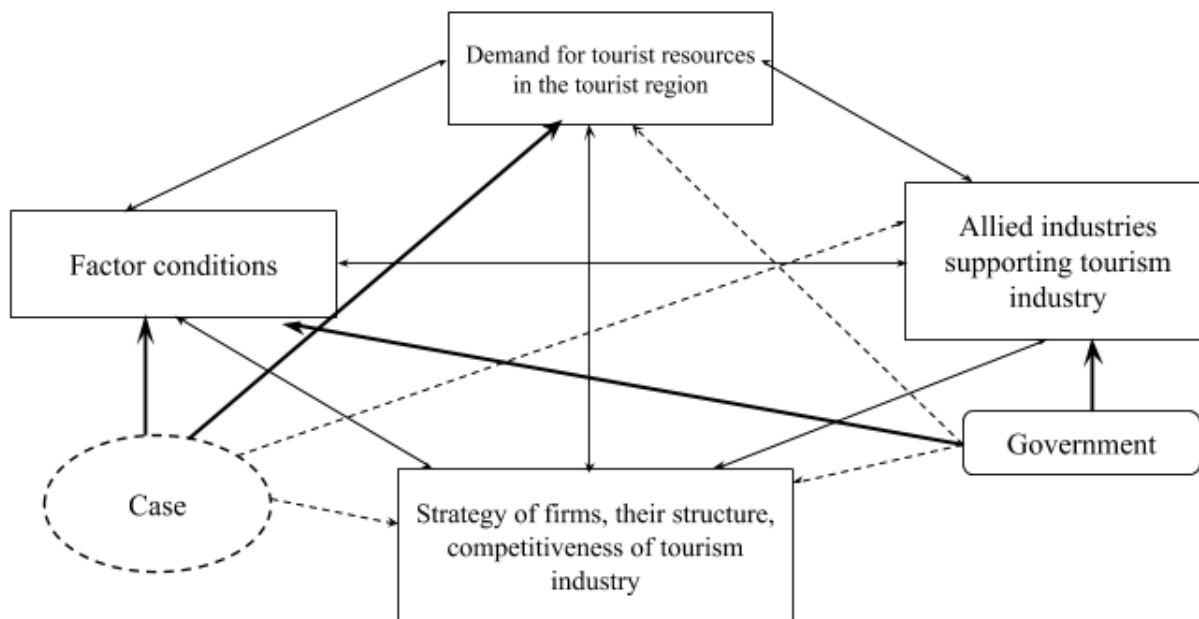 Demand for tourist resources
in the tourist region
Factor conditions
Allied industries
supporting tourism
industry
Government
Case
Strategy of firms, their structure,
competitiveness of tourism
industry